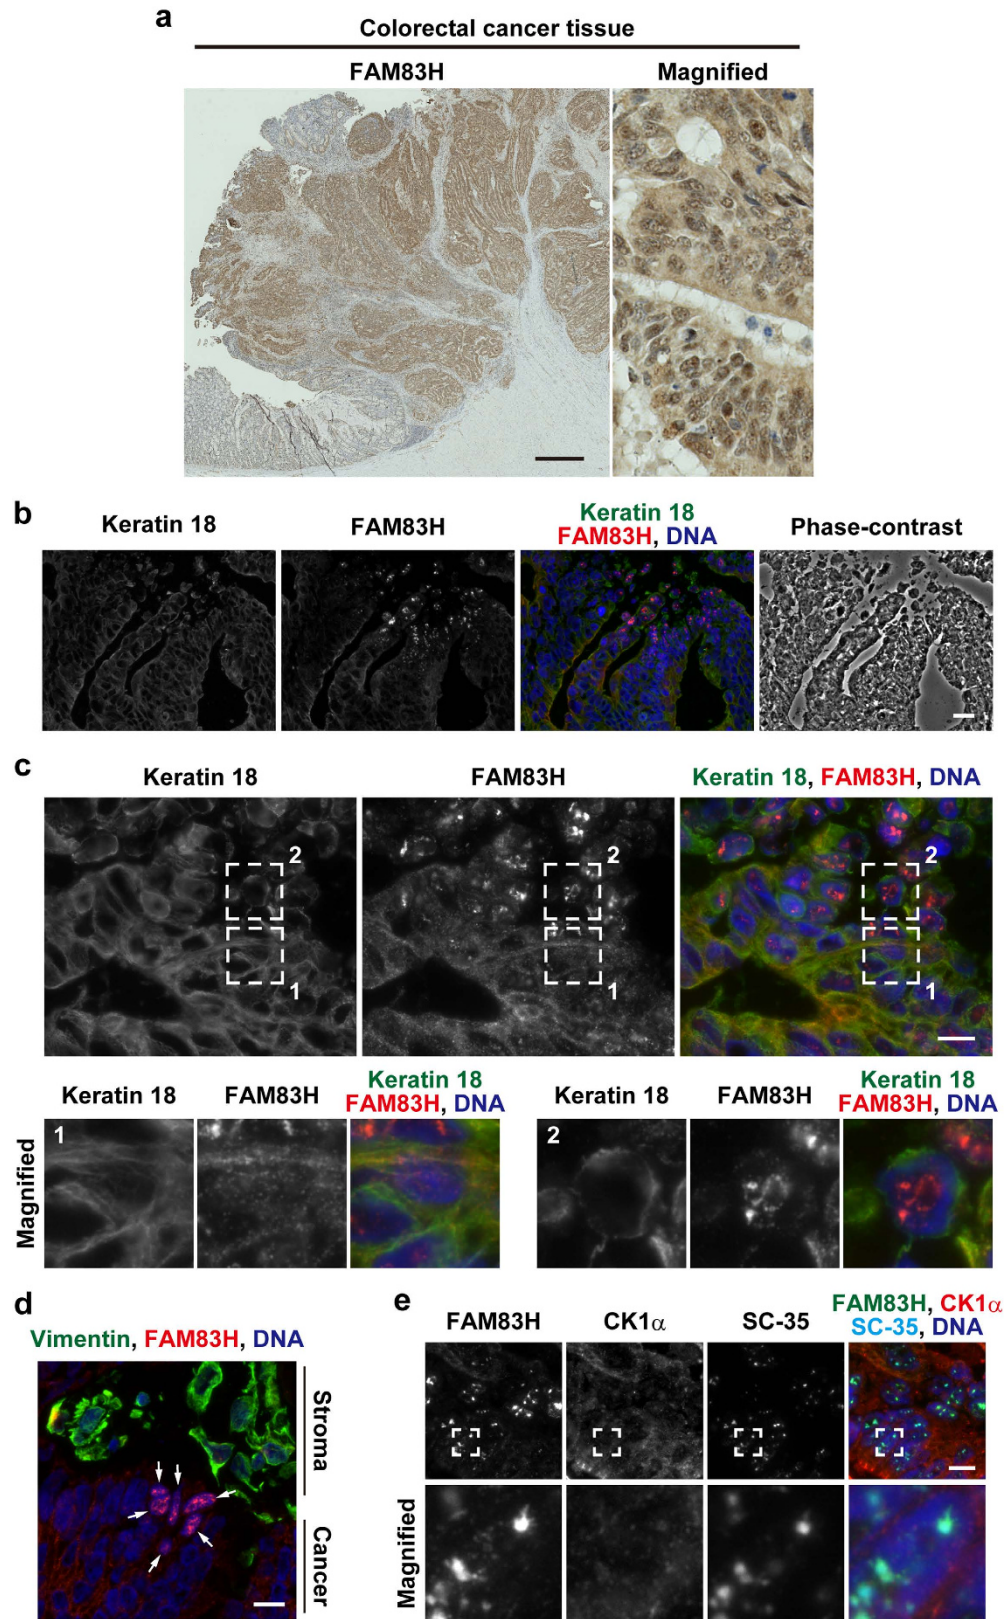 a
Colorectal cancer tissue
FAM83H
Magnified
b
Keratin 18
FAM83H
Keratin 18
FAM83H, DNA
Phase-contrast
c
Keratin 18
FAM83H
Keratin 18, FAM83H, DNA
2
1
2
1
2
1
Keratin 18
FAM83H
Keratin 18
FAM83H, DNA
Keratin 18
FAM83H
Keratin 18
FAM83H, DNA
Magnified
1
2
d
Vimentin, FAM83H, DNA
Stroma
Cancer
e
FAM83H
CK1α
SC-35
FAM83H, CK1α
SC-35, DNA
Magnified